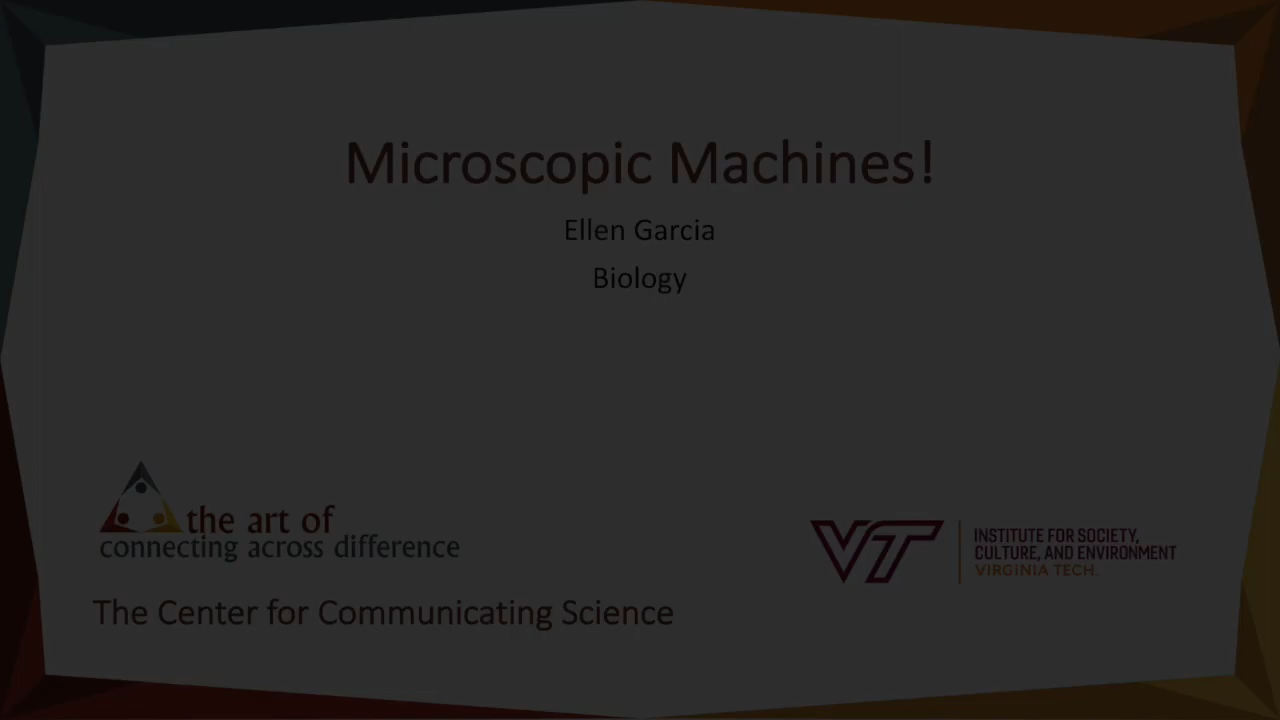 Microscopic Machines!
Ellen Garcia
Biology
the art of
connecting across difference
VT
INSTITUTE FOR SOCIETY,
CULTURE, AND ENVIRONMENT
VIRGINIA TECH.
The Center for Communicating Science